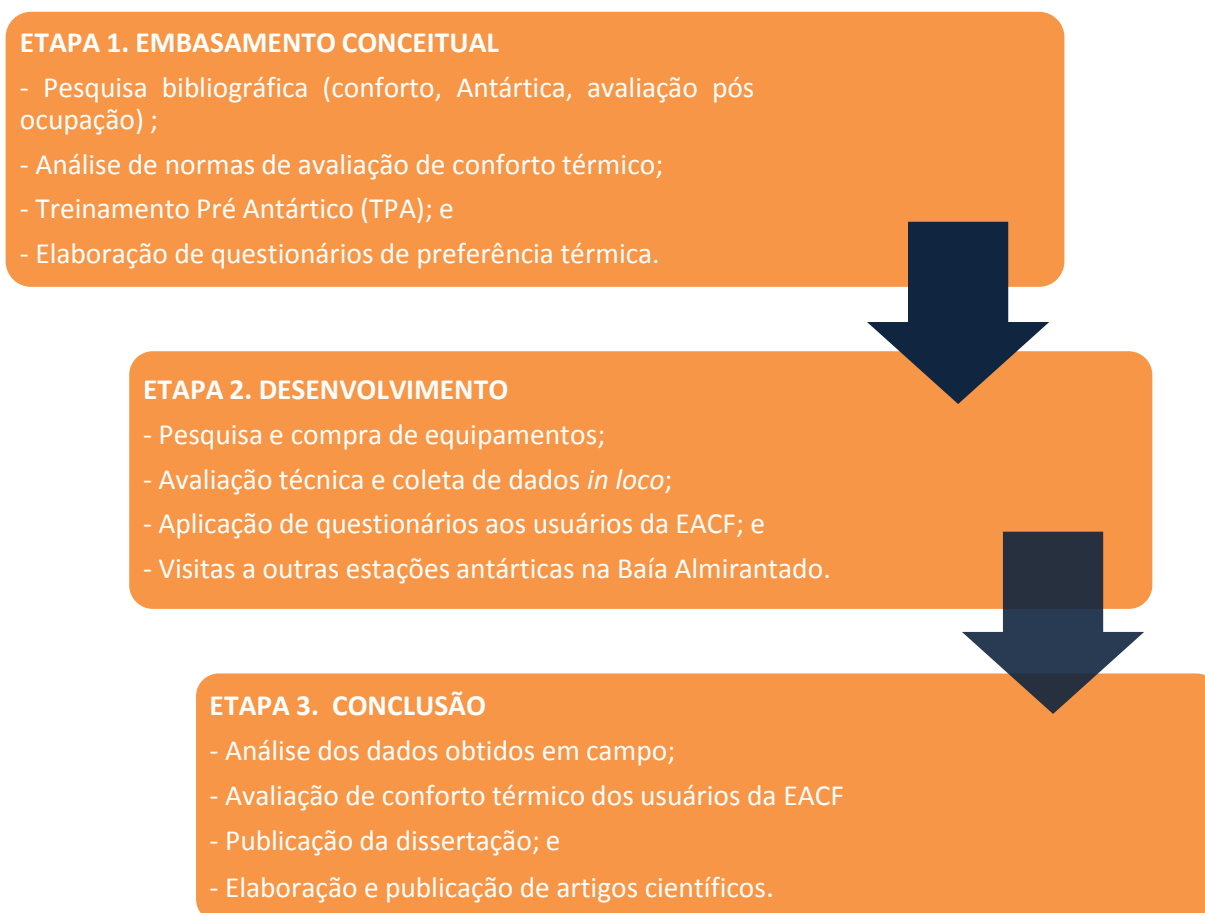 ETAPA 1. EMBASAMENTO CONCEITUAL
- Pesquisa bibliográfica (conforto, Antártica, avaliação pós
ocupação) ;
- Análise de normas de avaliação de conforto térmico;
- Treinamento Pré Antártico (TPA); e
- Elaboração de questionários de preferência térmica.
ETAPA 2. DESENVOLVIMENTO
- Pesquisa e compra de equipamentos;
- Avaliação técnica e coleta de dados in loco;
- Aplicação de questionários aos usuários da EACF; e
- Visitas a outras estações antárticas na Baía Almirantado.
ETAPA 3.  CONCLUSÃO
- Análise dos dados obtidos em campo;
- Avaliação de conforto térmico dos usuários da EACF
- Publicação da dissertação; e
- Elaboração e publicação de artigos científicos.